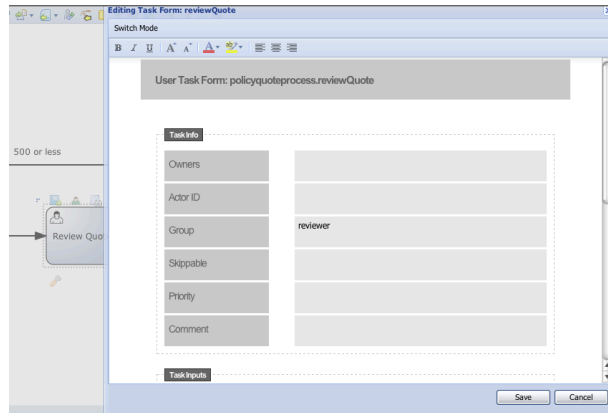 Editing Task Form: reviewQuote
Switch Mode
B I U A A A
User Task Form: policyquoteprocess.reviewQuote
Task Info
500 or less
Owners
Actor ID
Group reviewer
Review Quo
Skippable
Priority
Comment
Task Inputs
Save Cancel